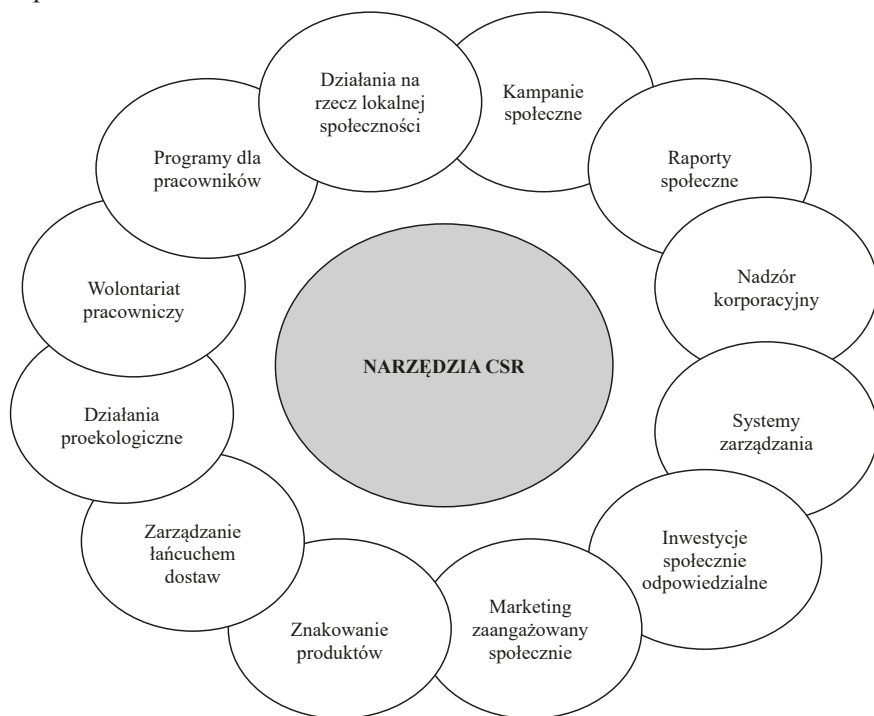 Działania na
rzecz lokalnej
społeczności
Kampanie
społeczne
Raporty
społeczne
Nadzór
korporacyjny
Systemy
zarządzania
Inwestycje
społecznie
odpowiedzialne
Marketing
zaangażowany
społecznie
Znakowanie
produktów
Zarządzanie
łańcuchem
dostaw
Działania
proekologiczne
Wolontariat
pracowniczy
Programy dla
pracowników
NARZĘDZIA CSR